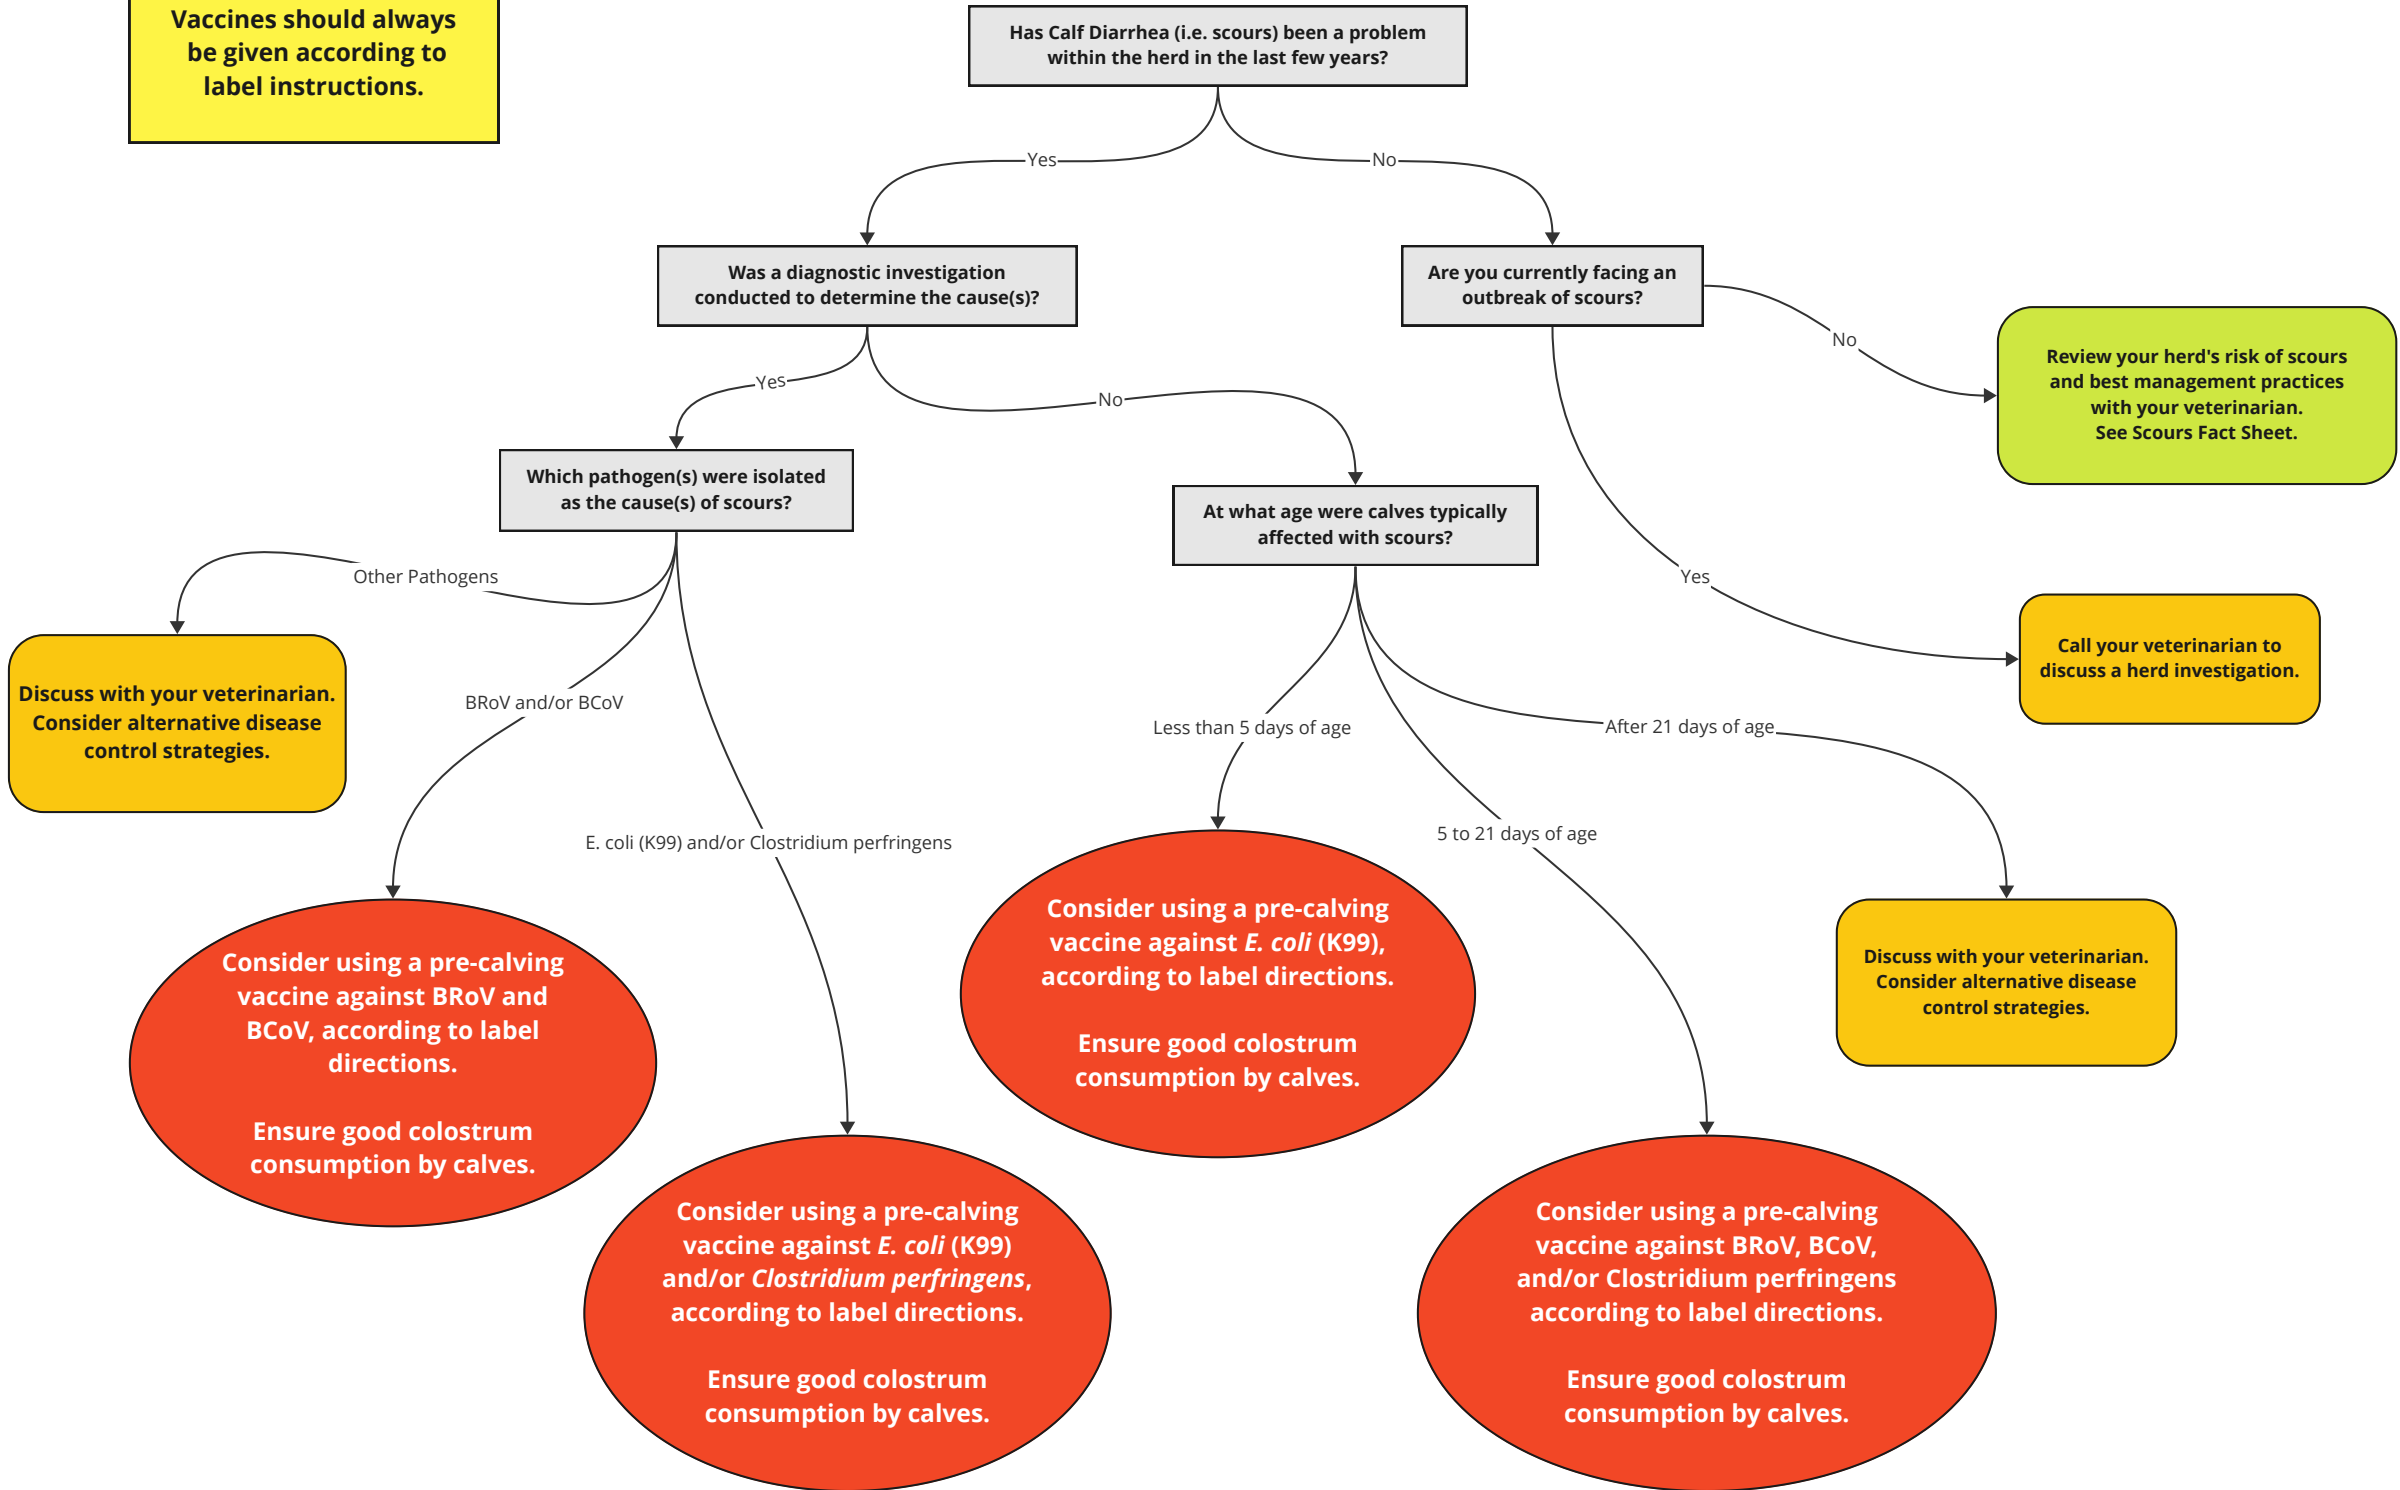 Vaccines should always
be given according to
label instructions.
Has Calf Diarrhea (i.e. scours) been a problem
within the herd in the last few years?
Yes
No
Was a diagnostic investigation
conducted to determine the cause(s)?
Are you currently facing an
outbreak of scours?
No
Review your herd's risk of scours
and best management practices
with your veterinarian.
See Scours Fact Sheet.
Yes
No
Which pathogen(s) were isolated
as the cause(s) of scours?
At what age were calves typically
affected with scours?
Other Pathogens
Yes
Call your veterinarian to
discuss a herd investigation.
Discuss with your veterinarian.
Consider alternative disease
control strategies.
BRoV and/or BCoV
Less than 5 days of age
After 21 days of age
E. coli (K99) and/or Clostridium perfringens
5 to 21 days of age
Consider using a pre-calving
vaccine against BRoV and
BCoV, according to label
directions.
Ensure good colostrum
consumption by calves.
Consider using a pre-calving
vaccine against E. coli (K99),
according to label directions.
Ensure good colostrum
consumption by calves.
Discuss with your veterinarian.
Consider alternative disease
control strategies.
Consider using a pre-calving
vaccine against E. coli (K99)
and/or Clostridium perfringens,
according to label directions.
Ensure good colostrum
consumption by calves.
Consider using a pre-calving
vaccine against BRoV, BCoV,
and/or Clostridium perfringens
according to label directions.
Ensure good colostrum
consumption by calves.